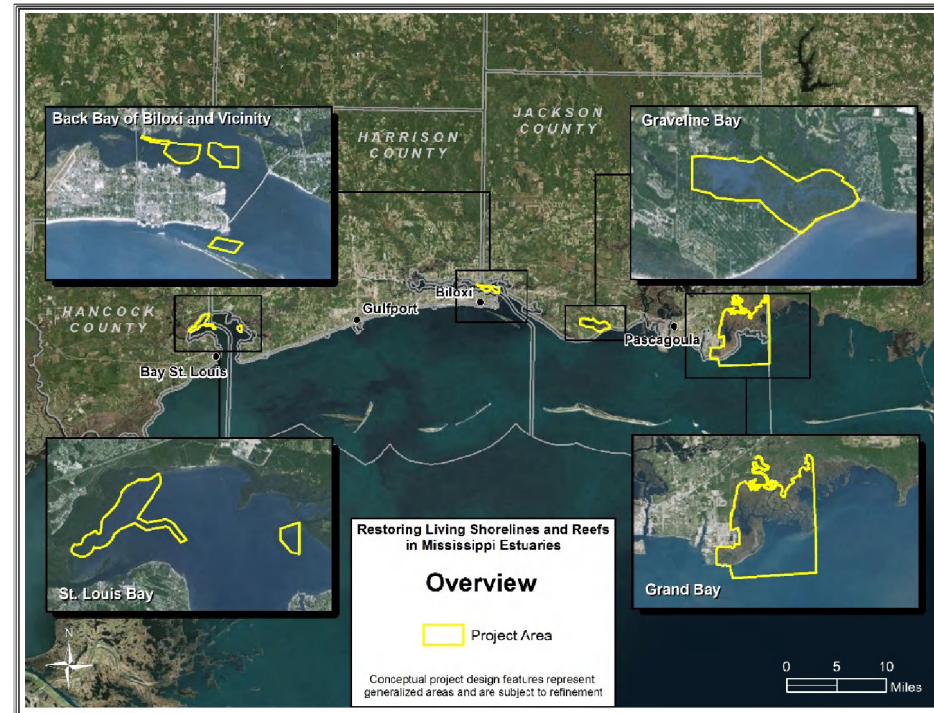 Back Bay of Biloxi and Vicinity
HARRISON
COUNTY
JACKSON
COUNTY
Graveline Bay
HANCOCK
COUNTY
Gulfport
Biloxi
Pascagoula
Bay St. Louis
St. Louis Bay
Grand Bay
Restoring Living Shorelines and Reefs
in Mississippi Estuaries
Overview
Project Area
Conceptual project design features represent
generalized areas and are subject to refinement
N
0 5 10
Miles